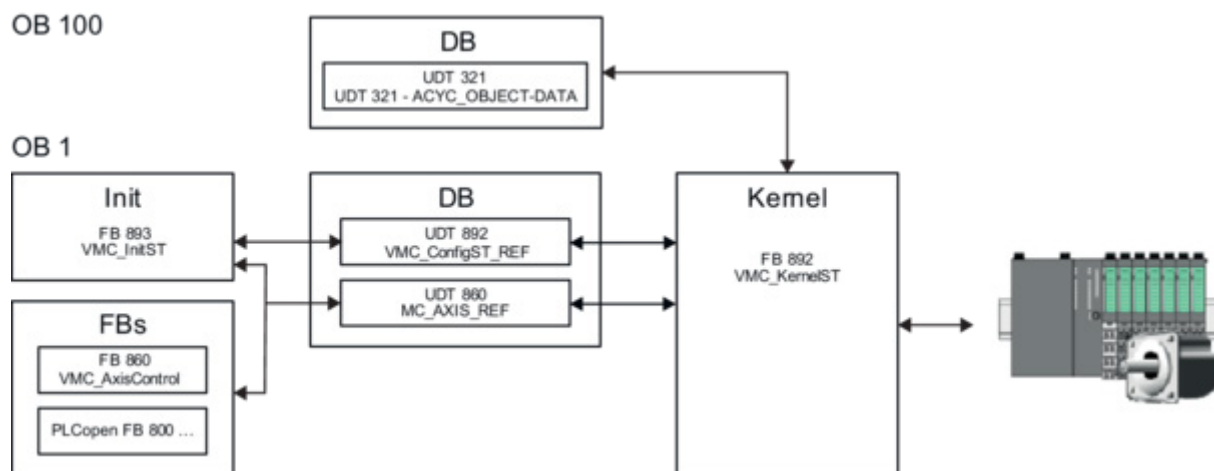 OB 100
DB
UDT 321
UDT 321 - ACYC_OBJECT-DATA
OB 1
Init
FB 893
VMC_InitST
DB
UDT 892
VMC_ConfigST_REF
UDT 860
MC_AXIS_REF
Kernel
FB 892
VMC_KernelST
FBs
FB 860
VMC_AxisControl
PLCopen FB 800 ...